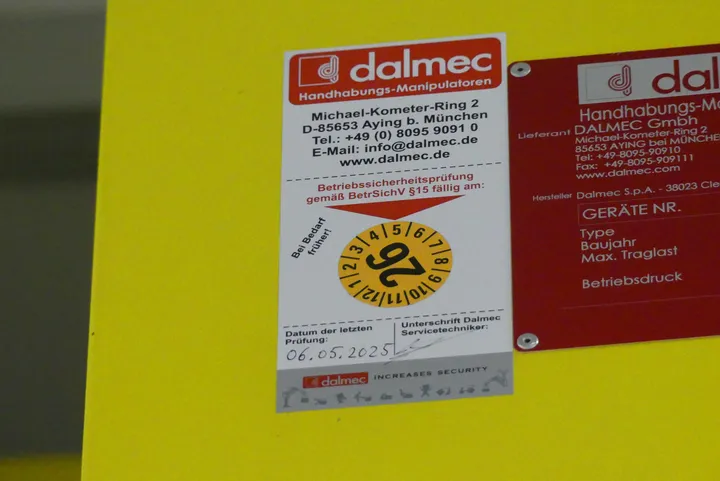 dalmec
Handhabungs-Manipulatoren
Michael-Kometer-Ring 2
D-85653 Aying b. München
Tel.: +49 (0) 8095 9091 0
E-Mail: info@dalmec.de
www.dalmec.de
Betriebssicherheitsprüfung
gemäß BetrSichV §15 fällig am:
Bei Bedarf
früher!
1 2 3 4 5 6 7 8 9 10 11 12
26
Datum der letzten
Prüfung:
06.05.2025
Unterschrift Dalmec
Servicetechniker:
dalmec INCREASES SECURITY
dal
Handhabungs-M
Lieferant DALMEC GmbH
Michael-Kometer-Ring 2
85653 AYING bei MÜNCH
Tel: +49-8095-90910
Fax: +49-8095-909111
www.dalmec.com
Hersteller Dalmec S.p.A. - 38023 Cle
GERÄTE NR.
Type
Baujahr
Max. Traglast
Betriebsdruck